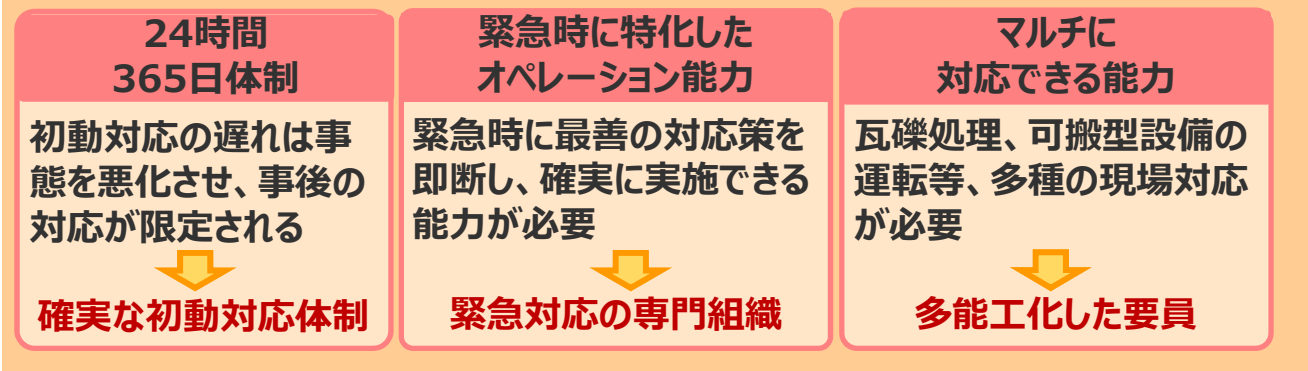 24時間
365日体制
初動対応の遅れは事
態を悪化させ、事後の
対応が限定される
確実な初動対応体制
緊急時に特化した
オペレーション能力
緊急時に最善の対応策を
即断し、確実に実施できる
能力が必要
緊急対応の専門組織
マルチに
対応できる能力
瓦礫処理、可搬型設備の
運転等、多種の現場対応
が必要
多能工化した要員